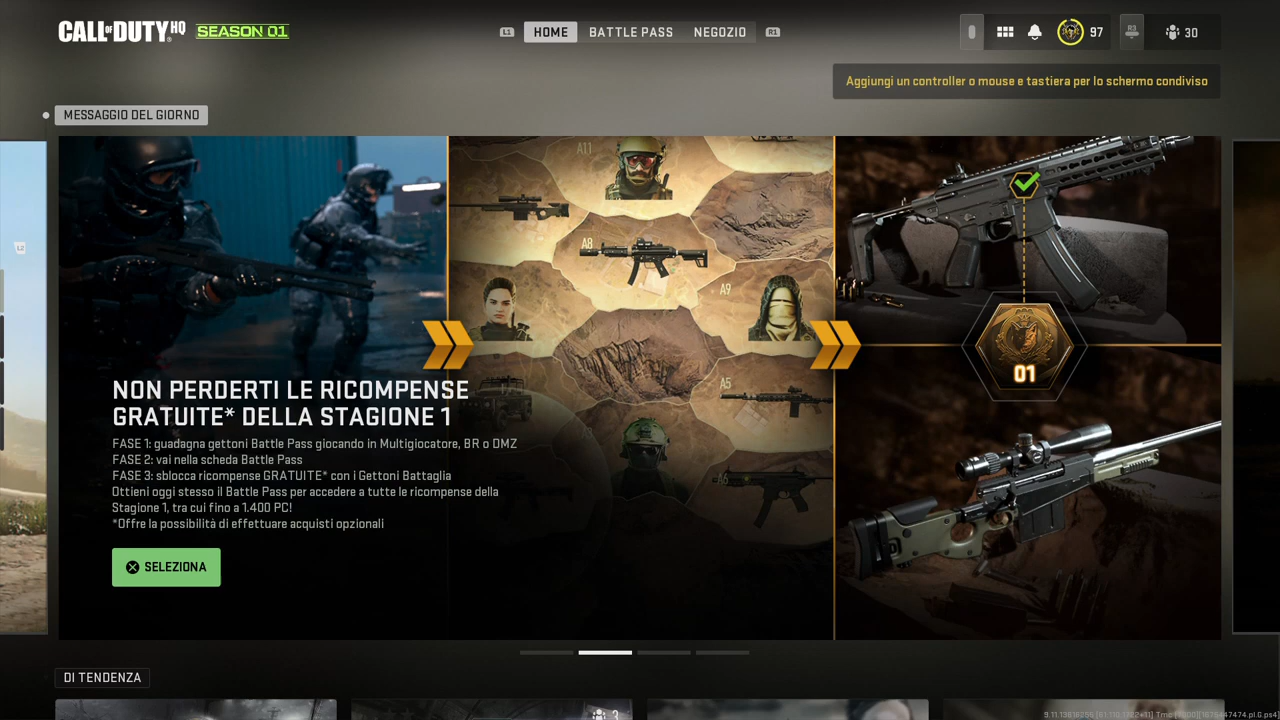 CALL OF DUTY HQ SEASON 01
L1 HOME BATTLE PASS NEGOZIO R1
97
R3
30
Aggiungi un controller o mouse e tastiera per lo schermo condiviso
MESSAGGIO DEL GIORNO
L2
A11
A8
A9
A5
A6
01
NON PERDERTI LE RICOMPENSE
GRATUITE* DELLA STAGIONE 1
FASE 1: guadagna gettoni Battle Pass giocando in Multigiocatore, BR o DMZ
FASE 2: vai nella scheda Battle Pass
FASE 3: sblocca ricompense GRATUITE* con i Gettoni Battaglia
Ottieni oggi stesso il Battle Pass per accedere a tutte le ricompense della
Stagione 1, tra cui fino a 1.400 PC!
*Offre la possibilità di effettuare acquisti opzionali
SELEZIONA
DI TENDENZA
3